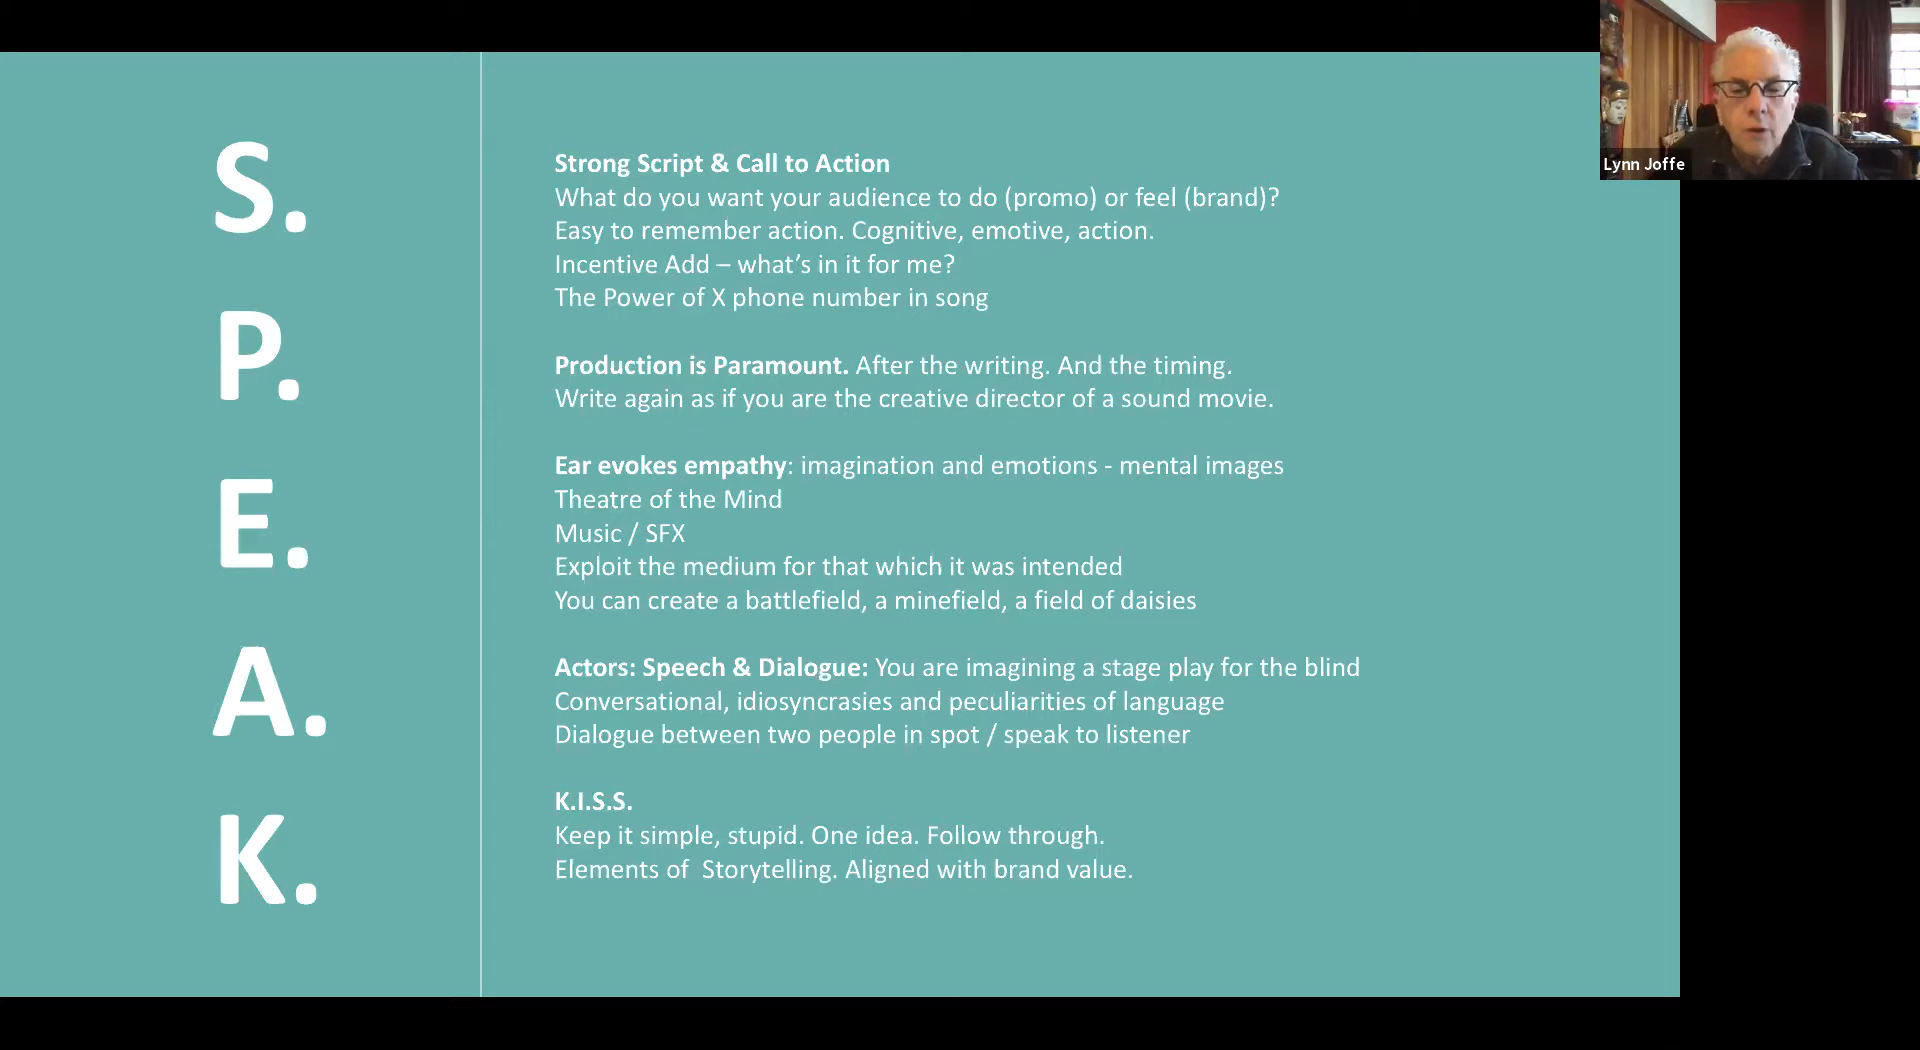 S.
Strong Script & Call to Action
What do you want your audience to do (promo) or feel (brand)?
Easy to remember action. Cognitive, emotive, action.
Incentive Add – what's in it for me?
The Power of X phone number in song
P.
Production is Paramount. After the writing. And the timing.
Write again as if you are the creative director of a sound movie.
E.
Ear evokes empathy: imagination and emotions - mental images
Theatre of the Mind
Music / SFX
Exploit the medium for that which it was intended
You can create a battlefield, a minefield, a field of daisies
A.
Actors: Speech & Dialogue: You are imagining a stage play for the blind
Conversational, idiosyncrasies and peculiarities of language
Dialogue between two people in spot / speak to listener
K.
K.I.S.S.
Keep it simple, stupid. One idea. Follow through.
Elements of  Storytelling. Aligned with brand value.
Lynn Joffe